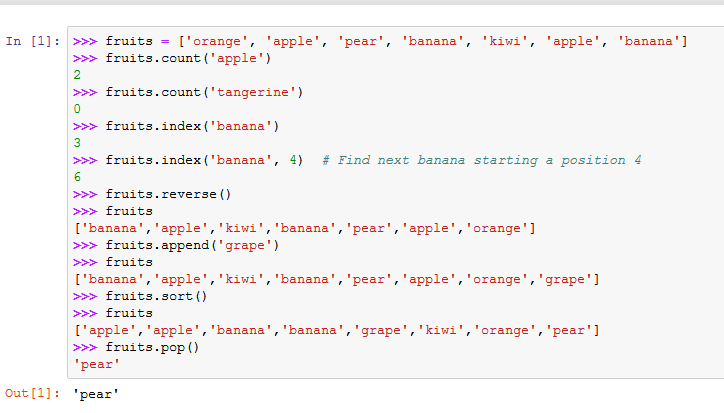 In [1]: >>> fruits = ['orange', 'apple', 'pear', 'banana', 'kiwi', 'apple', 'banana']
>>> fruits.count('apple')
2
>>> fruits.count('tangerine')
0
>>> fruits.index('banana')
3
>>> fruits.index('banana', 4)  # Find next banana starting a position 4
6
>>> fruits.reverse()
>>> fruits
['banana','apple','kiwi','banana','pear','apple','orange']
>>> fruits.append('grape')
>>> fruits
['banana','apple','kiwi','banana','pear','apple','orange','grape']
>>> fruits.sort()
>>> fruits
['apple','apple','banana','banana','grape','kiwi','orange','pear']
>>> fruits.pop()
'pear'
Out[1]: 'pear'